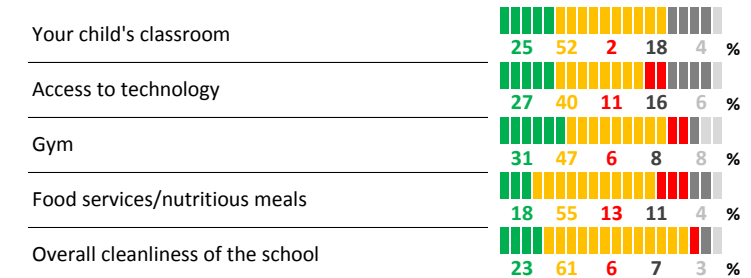 Your child's classroom
25 52 2 18 4 %
Access to technology
27 40 11 16 6 %
Gym
31 47 6 8 8 %
Food services/nutritious meals
18 55 13 11 4 %
Overall cleanliness of the school
23 61 6 7 3 %